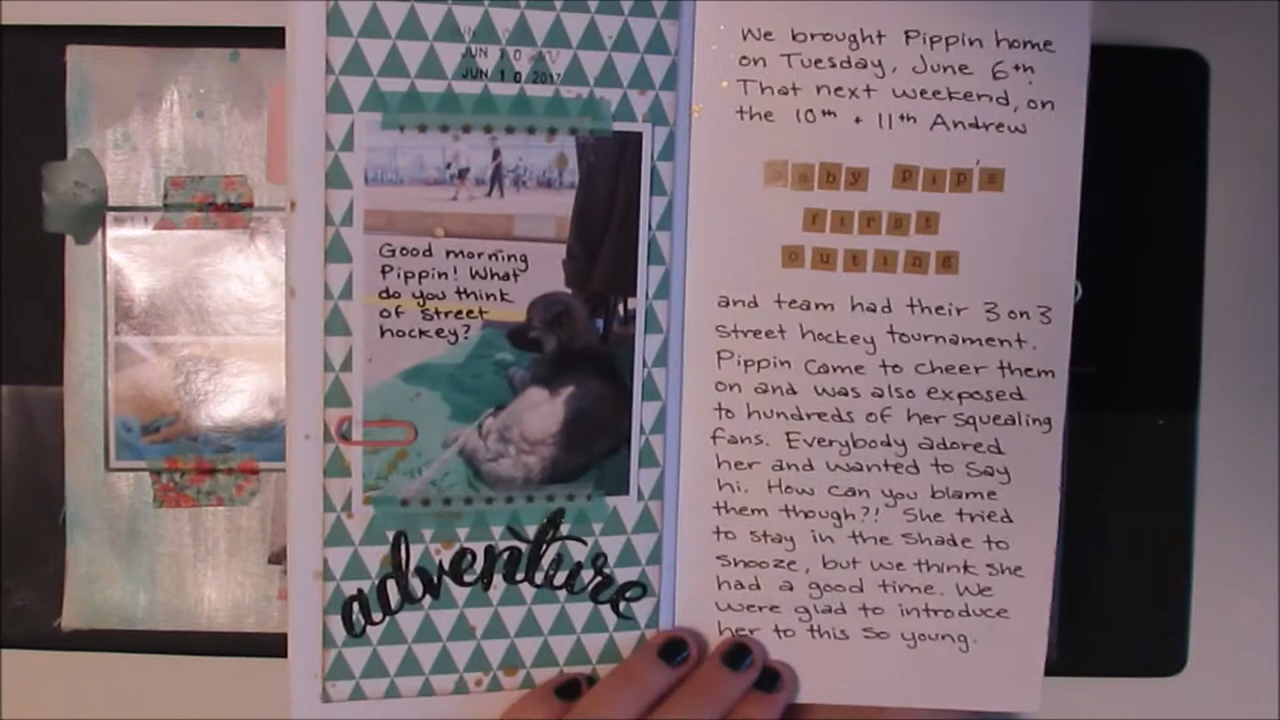 JUN 10
JUN 10 2017
Good morning
Pippin! What
do you think
of street
hockey?
adventure
We brought Pippin home
on Tuesday, June 6th.
That next weekend, on
the 10th + 11th Andrew
baby pip's
first
outing
and team had their 3 on 3
street hockey tournament.
Pippin came to cheer them
on and was also exposed
to hundreds of her squealing
fans. Everybody adored
her and wanted to say
hi. How can you blame
them though?! She tried
to stay in the shade to
snooze, but we think she
had a good time. We
were glad to introduce
her to this so young.